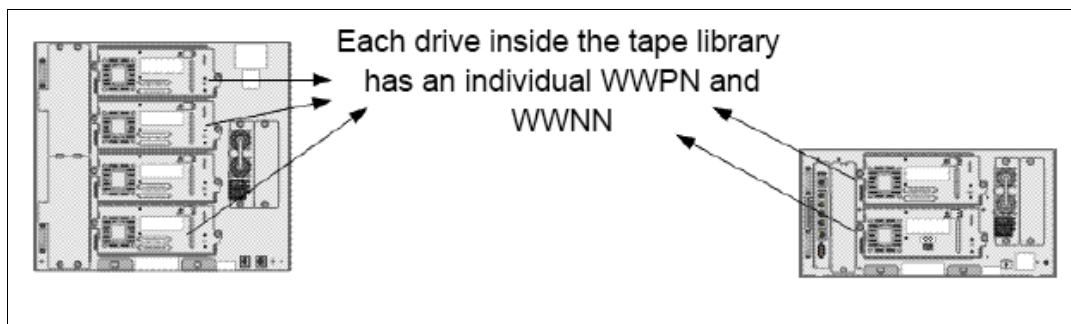 Each drive inside the tape library
has an individual WWPN and
WWNN